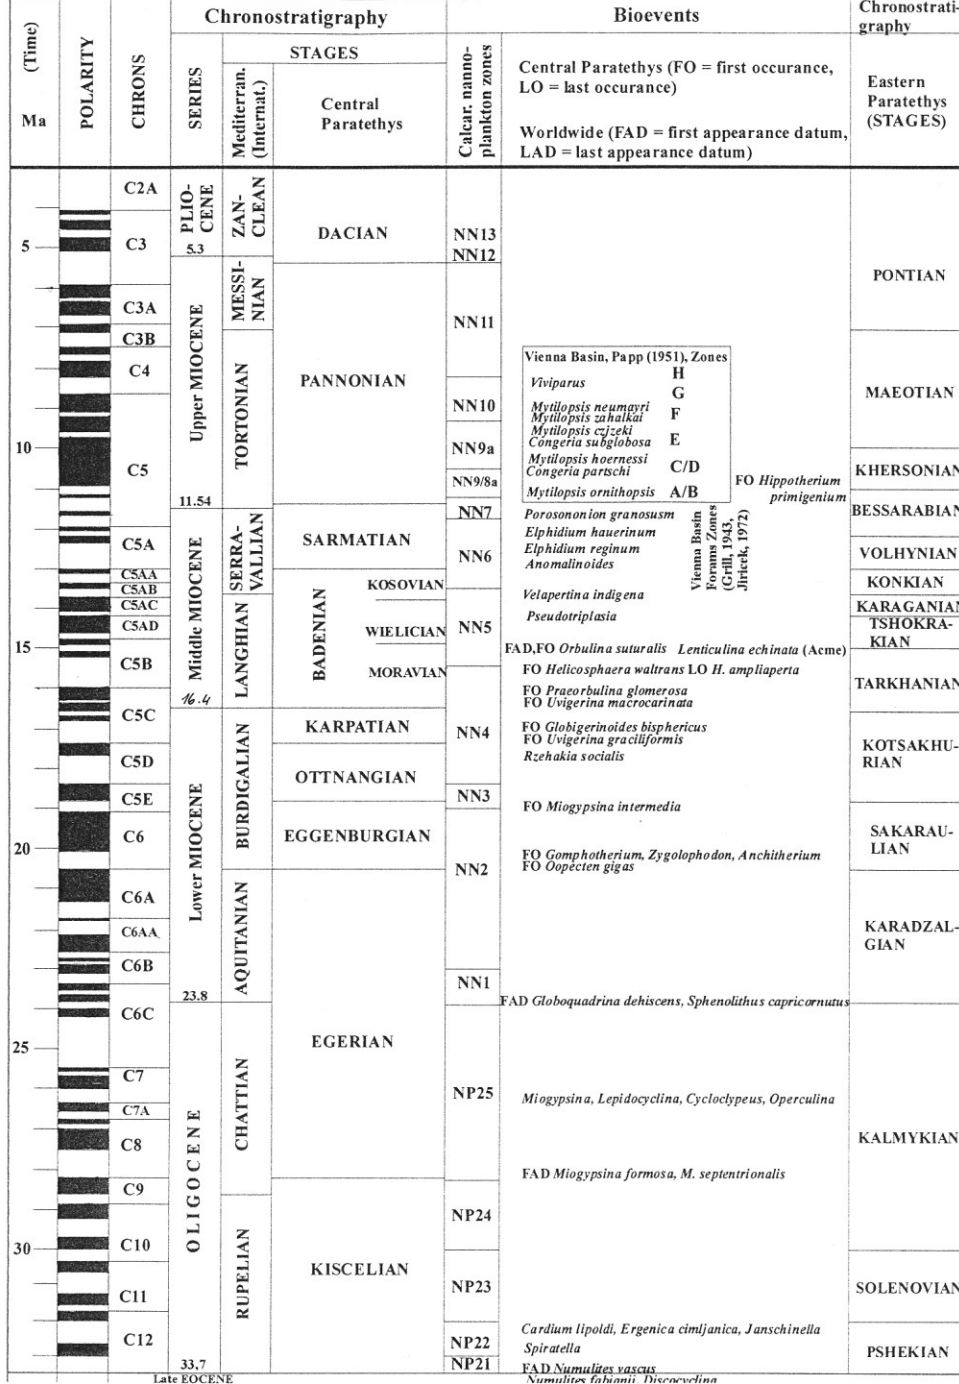 Chronostratigraphy
Bioevents
Chronostrati-
graphy
(Time)
Ma
POLARITY
CHRONS
SERIES
STAGES
Mediterran.
(Internat.)
Central
Paratethys
Calcar. nanno-
plankton zones
Central Paratethys (FO = first occurance,
LO = last occurance)
Worldwide (FAD = first appearance datum,
LAD = last appearance datum)
Eastern
Paratethys
(STAGES)
5
10
15
20
25
30
C2A
C3
C3A
C3B
C4
C5
C5A
C5AA
C5AB
C5AC
C5AD
C5B
C5C
C5D
C5E
C6
C6A
C6AA
C6B
C6C
C7
C7A
C8
C9
C10
C11
C12
PLIO-
CENE
5.3
Upper MIOCENE
11.54
Middle MIOCENE
16.4
Lower MIOCENE
23.8
OLIGOCENE
33,7
Late EOCENE
ZAN-
CLEAN
MESSI-
NIAN
TORTONIAN
SERRA-
VALLIAN
LANGHIAN
BURDIGALIAN
AQUITANIAN
CHATTIAN
RUPELIAN
DACIAN
PANNONIAN
SARMATIAN
BADENIAN
KOSOVIAN
WIELICIAN
MORAVIAN
KARPATIAN
OTTNANGIAN
EGGENBURGIAN
EGERIAN
KISCELIAN
NN13
NN12
NN11
NN10
NN9a
NN9/8a
NN7
NN6
NN5
NN4
NN3
NN2
NN1
NP25
NP24
NP23
NP22
NP21
Vienna Basin, Papp (1951), Zones
H
Viviparus
G
Mytilopsis neumayri
Mytilopsis zahalkai F
Mytilopsis czjzeki
Congeria subglobosa E
Mytilopsis hoernessi
Congeria partschi C/D
Mytilopsis ornithopsis A/B
FO Hippotherium
primigenium
Porosononion granosusm
Elphidium hauerinum
Elphidium reginum
Anomalinoides
Velapertina indigena
Pseudotriplasia
Vienna Basin
Forams Zones
(Grill, 1943,
Jiricek, 1972)
FAD,FO Orbulina suturalis Lenticulina echinata (Acme)
FO Helicosphaera waltrans LO H. ampliaperta
FO Praeorbulina glomerosa
FO Uvigerina macrocarinata
FO Globigerinoides bisphericus
FO Uvigerina graciliformis
Rzehakia socialis
FO Miogypsina intermedia
FO Gomphotherium, Zygolophodon, Anchitherium
FO Oopecten gigas
FAD Globoquadrina dehiscens, Sphenolithus capricornutus
Miogypsina, Lepidocyclina, Cycloclypeus, Operculina
FAD Miogypsina formosa, M. septentrionalis
Cardium lipoldi, Ergenica cimljanica, Janschinella
Spiratella
FAD Numulites vascus
Numulites fabianii, Discocyclina
PONTIAN
MAEOTIAN
KHERSONIAN
BESSARABIAN
VOLHYNIAN
KONKIAN
KARAGANIAN
TSHOKRA-
KIAN
TARKHANIAN
KOTSAKHU-
RIAN
SAKARAU-
LIAN
KARADZAL-
GIAN
KALMYKIAN
SOLENOVIAN
PSHEKIAN